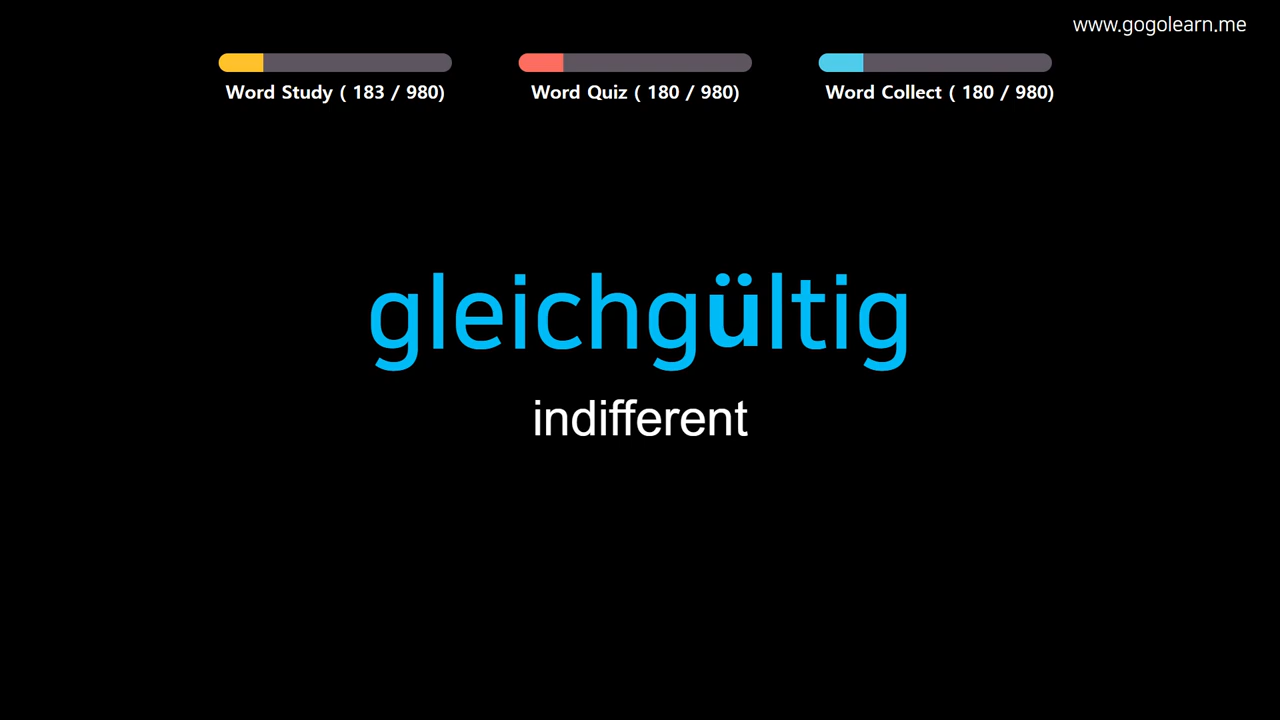 www.gogolearn.me
Word Study ( 183 / 980)
Word Quiz ( 180 / 980)
Word Collect ( 180 / 980)
gleichgültig
indifferent